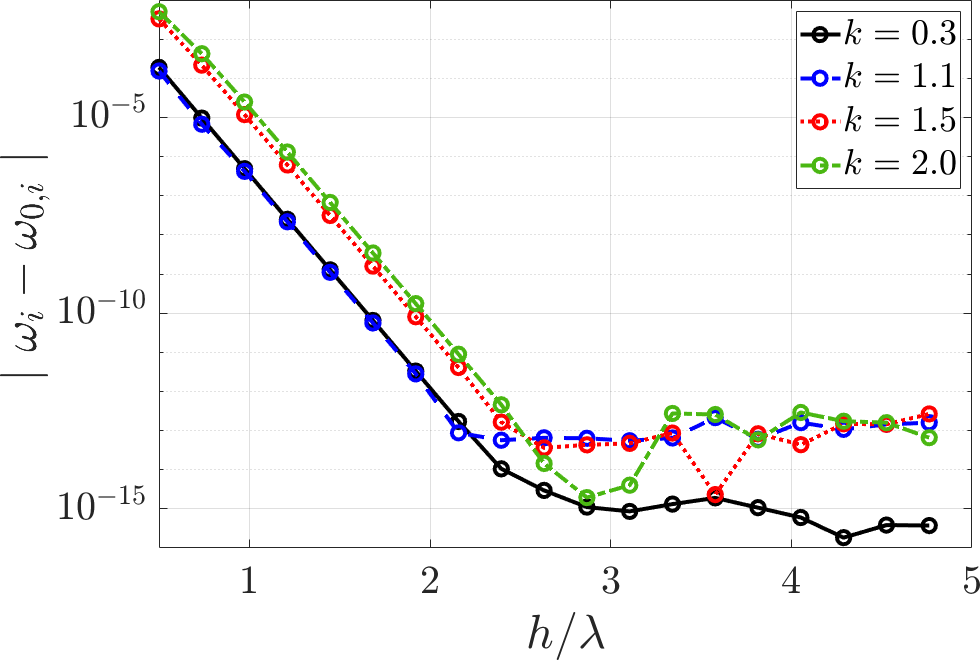 k = 0.3
k = 1.1
k = 1.5
k = 2.0
10^{-5}
10^{-10}
10^{-15}
| ω_i − ω_{0,i} |
1 2 3 4 5
h/λ